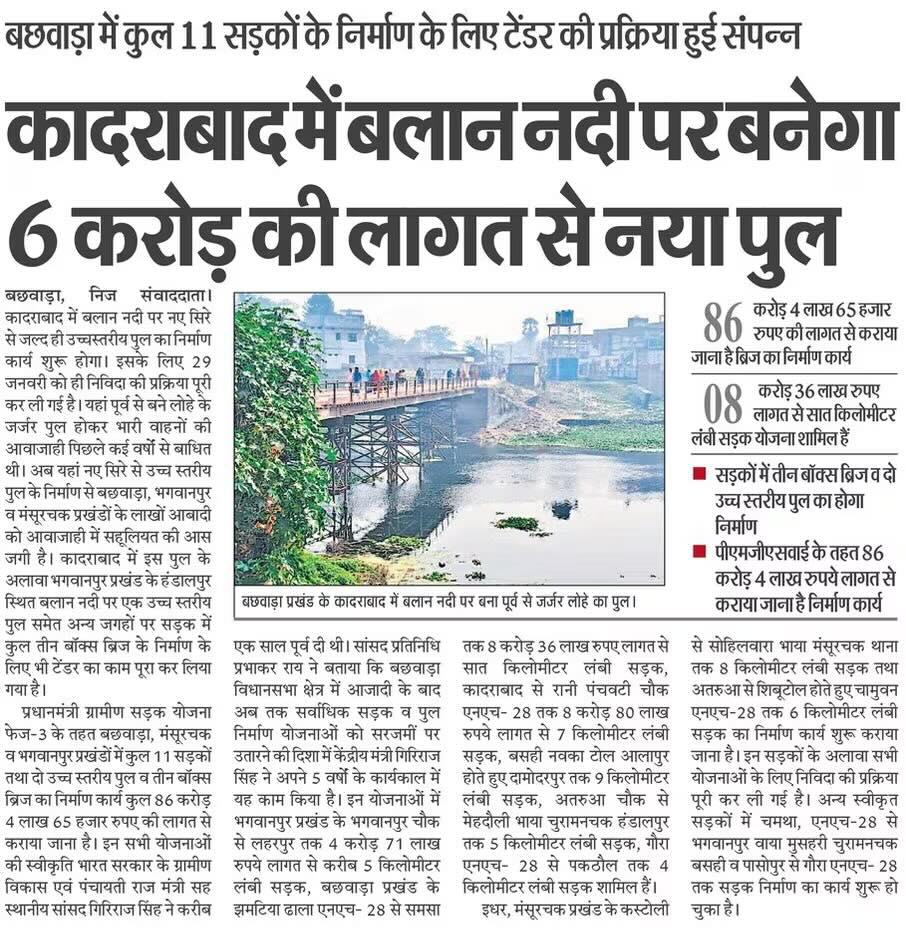 बछवाड़ा में कुल 11 सड़कों के निर्माण के लिए टेंडर की प्रक्रिया हुई संपन्न
कादराबाद में बलान नदी पर बनेगा
6 करोड़ की लागत से नया पुल
बछवाड़ा, निज संवाददाता।
कादराबाद में बलान नदी पर नए सिरे
से जल्द ही उच्चस्तरीय पुल का निर्माण
कार्य शुरू होगा। इसके लिए 29
जनवरी को ही निविदा की प्रक्रिया पूरी
कर ली गई है। यहां पूर्व से बने लोहे के
जर्जर पुल होकर भारी वाहनों की
आवाजाही पिछले कई वर्षों से बाधित
थी। अब यहां नए सिरे से उच्च स्तरीय
पुल के निर्माण से बछवाड़ा, भगवानपुर
व मंसूरचक प्रखंडों के लाखों आबादी
को आवाजाही में सहूलियत की आस
जगी है। कादराबाद में इस पुल के
अलावा भगवानपुर प्रखंड के हंडालपुर
स्थित बलान नदी पर एक उच्च स्तरीय
पुल समेत अन्य जगहों पर सड़क में
कुल तीन बॉक्स ब्रिज के निर्माण के
लिए भी टेंडर का काम पूरा कर लिया
गया है।
प्रधानमंत्री ग्रामीण सड़क योजना
फेज-3 के तहत बछवाड़ा, मंसूरचक
व भगवानपुर प्रखंडों में कुल 11 सड़कों
तथा दो उच्च स्तरीय पुल व तीन बॉक्स
ब्रिज का निर्माण कार्य कुल 86 करोड़
4 लाख 65 हजार रुपए की लागत से
कराया जाना है। इन सभी योजनाओं
की स्वीकृति भारत सरकार के ग्रामीण
विकास एवं पंचायती राज मंत्री सह
स्थानीय सांसद गिरिराज सिंह ने करीब
बछवाड़ा प्रखंड के कादराबाद में बलान नदी पर बना पूर्व से जर्जर लोहे का पुल।
86 करोड़ 4 लाख 65 हजार
रुपए की लागत से कराया
जाना है ब्रिज का निर्माण कार्य
08 करोड़ 36 लाख रुपए
लागत से सात किलोमीटर
लंबी सड़क योजना शामिल हैं
■ सड़कों में तीन बॉक्स ब्रिज व दो
उच्च स्तरीय पुल का होगा
निर्माण
■ पीएमजीएसवाई के तहत 86
करोड़ 4 लाख रुपये लागत से
कराया जाना है निर्माण कार्य
एक साल पूर्व दी थी। सांसद प्रतिनिधि
प्रभाकर राय ने बताया कि बछवाड़ा
विधानसभा क्षेत्र में आजादी के बाद
अब तक सर्वाधिक सड़क व पुल
निर्माण योजनाओं को सरजमीं पर
उतारने की दिशा में केंद्रीय मंत्री गिरिराज
सिंह ने अपने 5 वर्षों के कार्यकाल में
यह काम किया है। इन योजनाओं में
भगवानपुर प्रखंड के भगवानपुर चौक
से लहरपुर तक 4 करोड़ 71 लाख
रुपये लागत से करीब 5 किलोमीटर
लंबी सड़क, बछवाड़ा प्रखंड के
झमटिया ढाला एनएच- 28 से समसा
तक 8 करोड़ 36 लाख रुपए लागत से
सात किलोमीटर लंबी सड़क,
कादराबाद से रानी पंचवटी चौक
एनएच- 28 तक 8 करोड़ 80 लाख
रुपये लागत से 7 किलोमीटर लंबी
सड़क, बसही नवका टोल आलापुर
होते हुए दामोदरपुर तक 9 किलोमीटर
लंबी सड़क, अतरुआ चौक से
मेहदौली भाया चुरामनचक हंडालपुर
तक 5 किलोमीटर लंबी सड़क, गौरा
एनएच- 28 से पकठौल तक 4
किलोमीटर लंबी सड़क शामिल हैं।
इधर, मंसूरचक प्रखंड के कस्टोली
से सोहिलवारा भाया मंसूरचक थाना
तक 8 किलोमीटर लंबी सड़क तथा
अतरुआ से शिबूटोल होते हुए चामुवन
एनएच-28 तक 6 किलोमीटर लंबी
सड़क का निर्माण कार्य शुरू कराया
जाना है। इन सड़कों के अलावा सभी
योजनाओं के लिए निविदा की प्रक्रिया
पूरी कर ली गई है। अन्य स्वीकृत
सड़कों में चमथा, एनएच-28 से
भगवानपुर वाया मुसहरी चुरामनचक
बसही व पासोपुर से गौरा एनएच- 28
तक सड़क निर्माण का कार्य शुरू हो
चुका है।